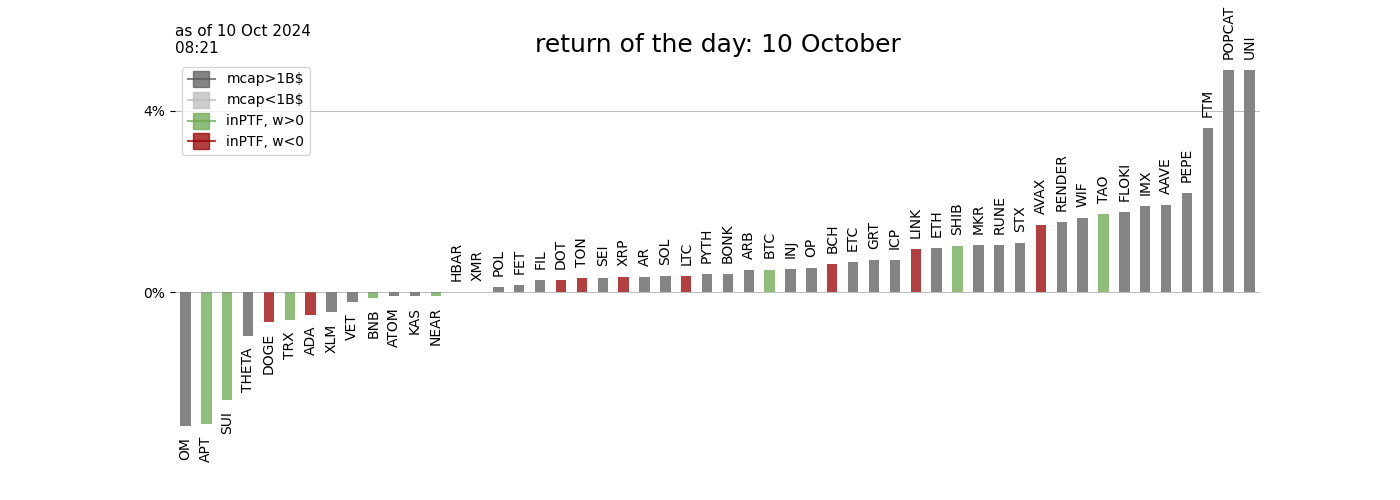 as of 10 Oct 2024
08:21
return of the day: 10 October
mcap>1B$
mcap<1B$
inPTF, w>0
inPTF, w<0
4%
0%
OM
APT
SUI
THETA
DOGE
TRX
ADA
XLM
VET
BNB
ATOM
KAS
NEAR
HBAR
XMR
POL
FET
FIL
DOT
TON
SEI
XRP
AR
SOL
LTC
PYTH
BONK
ARB
BTC
INJ
OP
BCH
ETC
GRT
ICP
LINK
ETH
SHIB
MKR
RUNE
STX
AVAX
RENDER
WIF
TAO
FLOKI
IMX
AAVE
PEPE
FTM
POPCAT
UNI